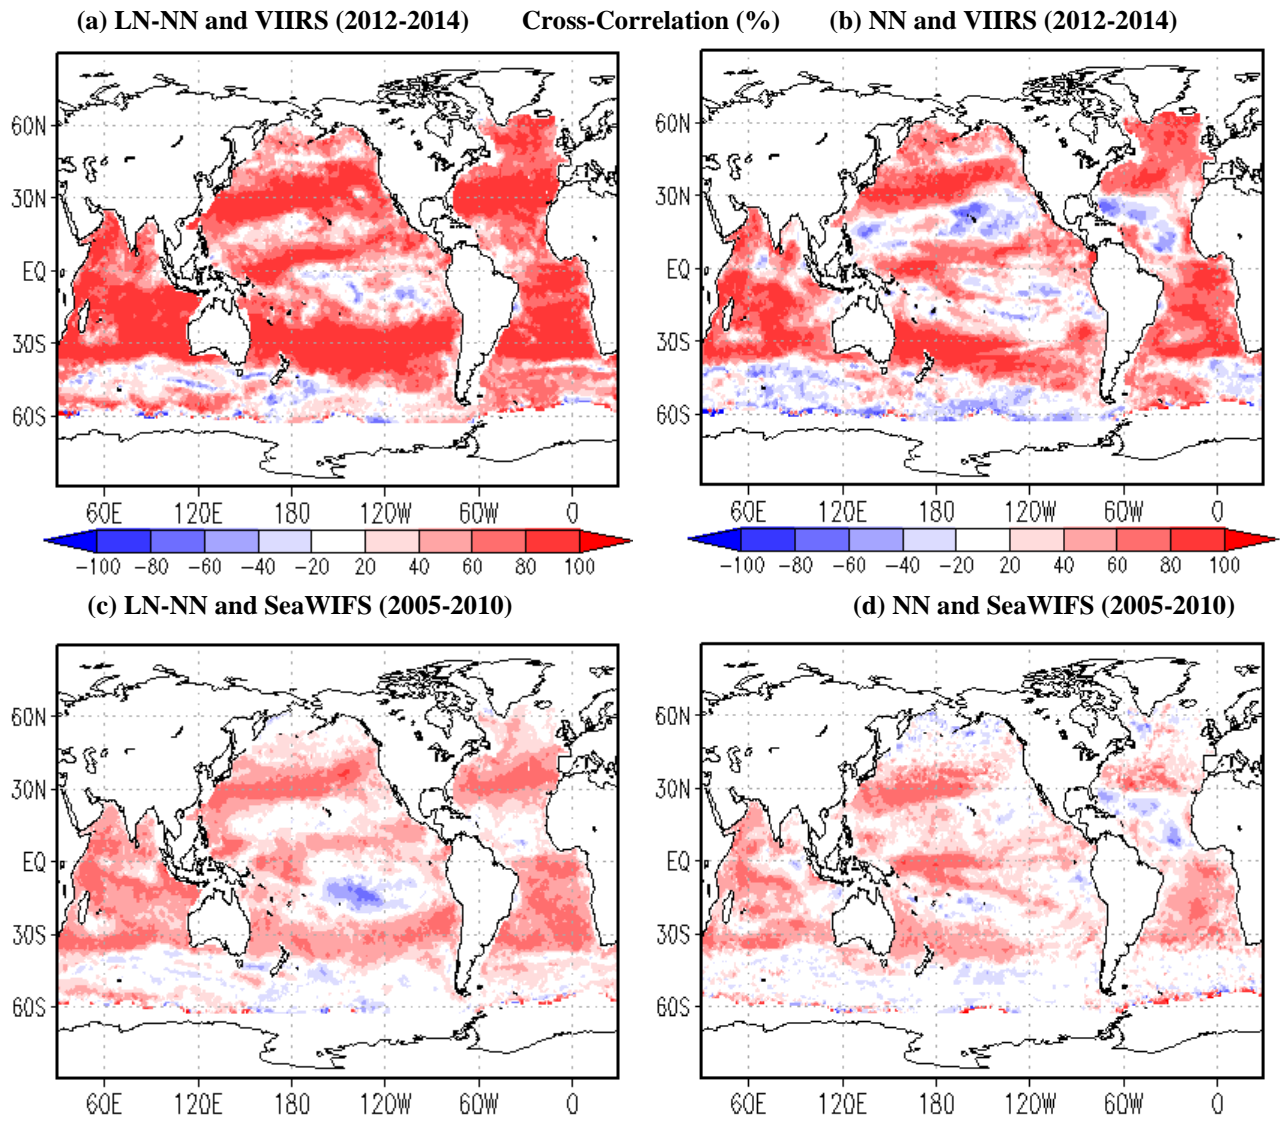 (a) LN-NN and VIIRS (2012-2014) Cross-Correlation (%) (b) NN and VIIRS (2012-2014)
60N 60N
30N 30N
EQ EQ
30S 30S
60S 60S
60E 120E 180 120W 60W 0 60E 120E 180 120W 60W 0
-100 -80 -60 -40 -20 20 40 60 80 100 -100 -80 -60 -40 -20 20 40 60 80 100
(c) LN-NN and SeaWIFS (2005-2010) (d) NN and SeaWIFS (2005-2010)
60N 60N
30N 30N
EQ EQ
30S 30S
60S 60S
60E 120E 180 120W 60W 0 60E 120E 180 120W 60W 0